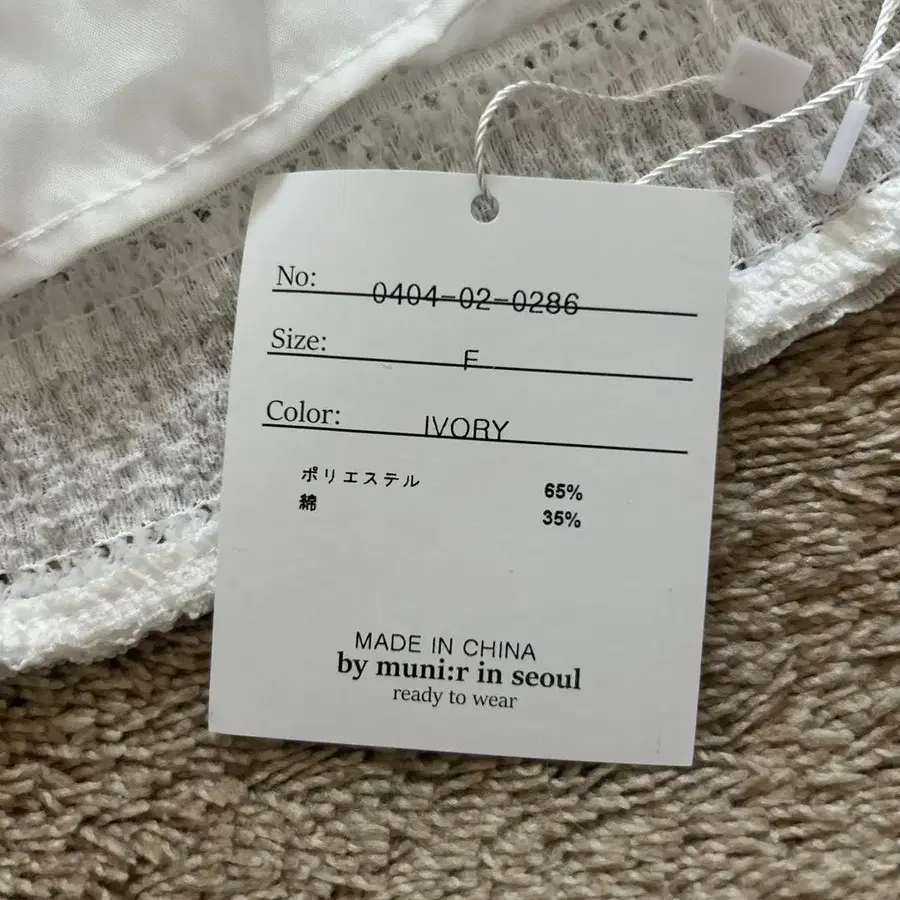 No: 0404-02-0286
Size: F
Color: IVORY
ポリエステル 65%
綿 35%
MADE IN CHINA
by muni:r in seoul
ready to wear